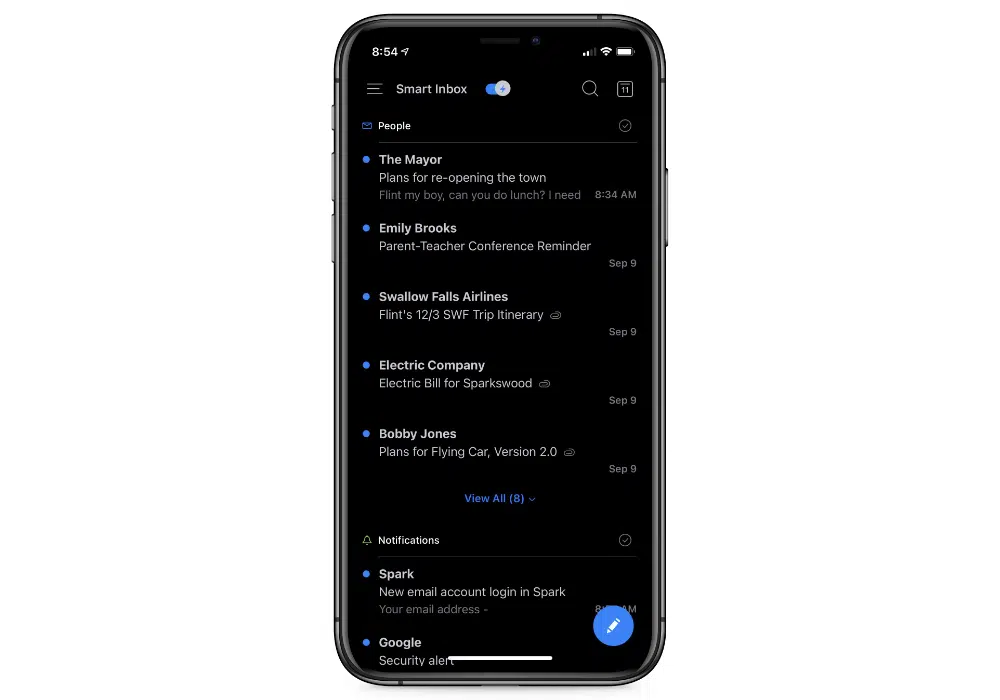 8:54
Smart Inbox
11
People
The Mayor
Plans for re-opening the town
Flint my boy, can you do lunch? I need 8:34 AM
Emily Brooks
Parent-Teacher Conference Reminder
Sep 9
Swallow Falls Airlines
Flint's 12/3 SWF Trip Itinerary
Sep 9
Electric Company
Electric Bill for Sparkswood
Sep 9
Bobby Jones
Plans for Flying Car, Version 2.0
Sep 9
View All (8)
Notifications
Spark
New email account login in Spark
Your email address -
Google
Security alert